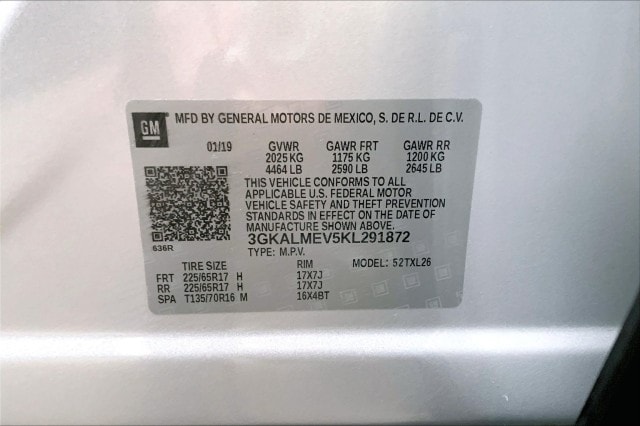 GM
MFD BY GENERAL MOTORS DE MEXICO, S. DE R.L. DE C.V.
01/19 GVWR GAWR FRT GAWR RR
2025 KG 1175 KG 1200 KG
4464 LB 2590 LB 2645 LB
THIS VEHICLE CONFORMS TO ALL
APPLICABLE U.S. FEDERAL MOTOR
VEHICLE SAFETY AND THEFT PREVENTION
STANDARDS IN EFFECT ON THE DATE
OF MANUFACTURE SHOWN ABOVE.
636R 3GKALMEV5KL291872
TYPE: M.P.V.
TIRE SIZE RIM MODEL: 52TXL26
FRT 225/65R17 H 17X7J
RR 225/65R17 H 17X7J
SPA T135/70R16 M 16X4BT